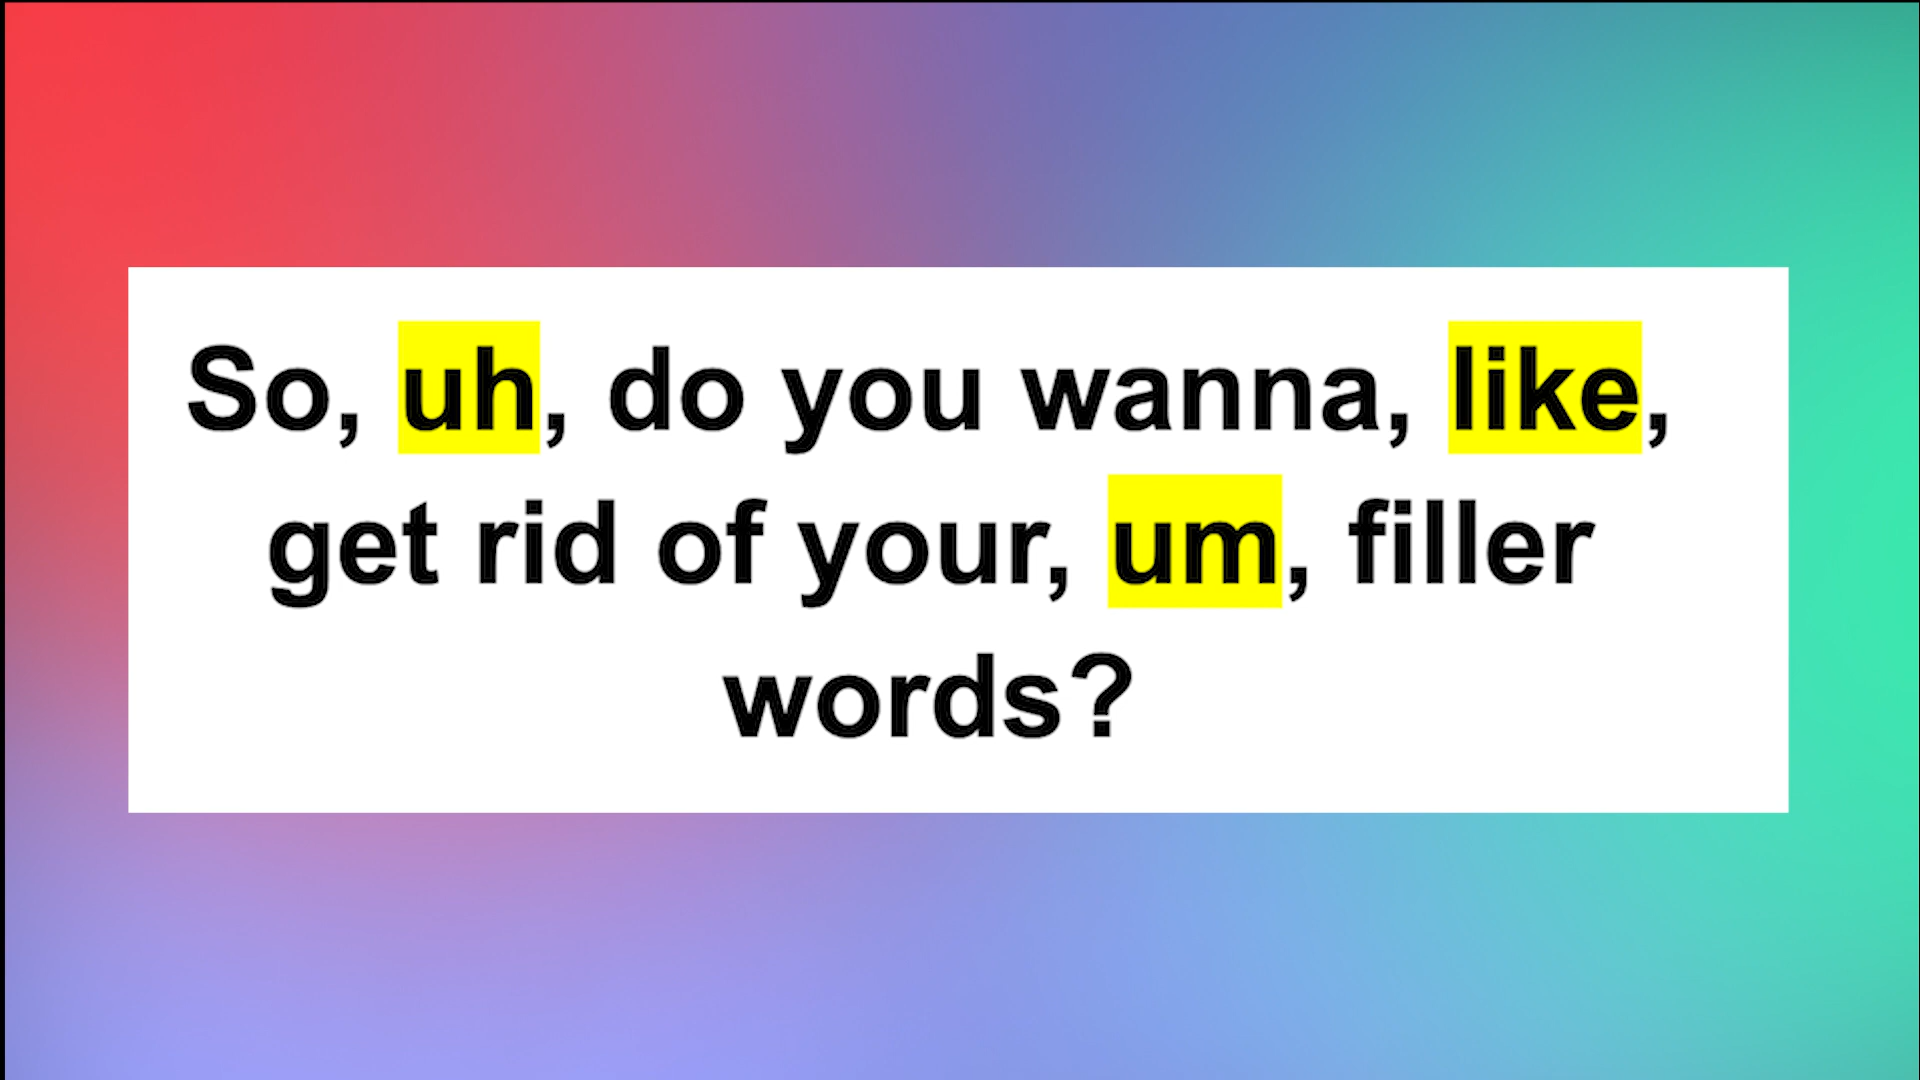 So, uh, do you wanna, like,
get rid of your, um, filler
words?